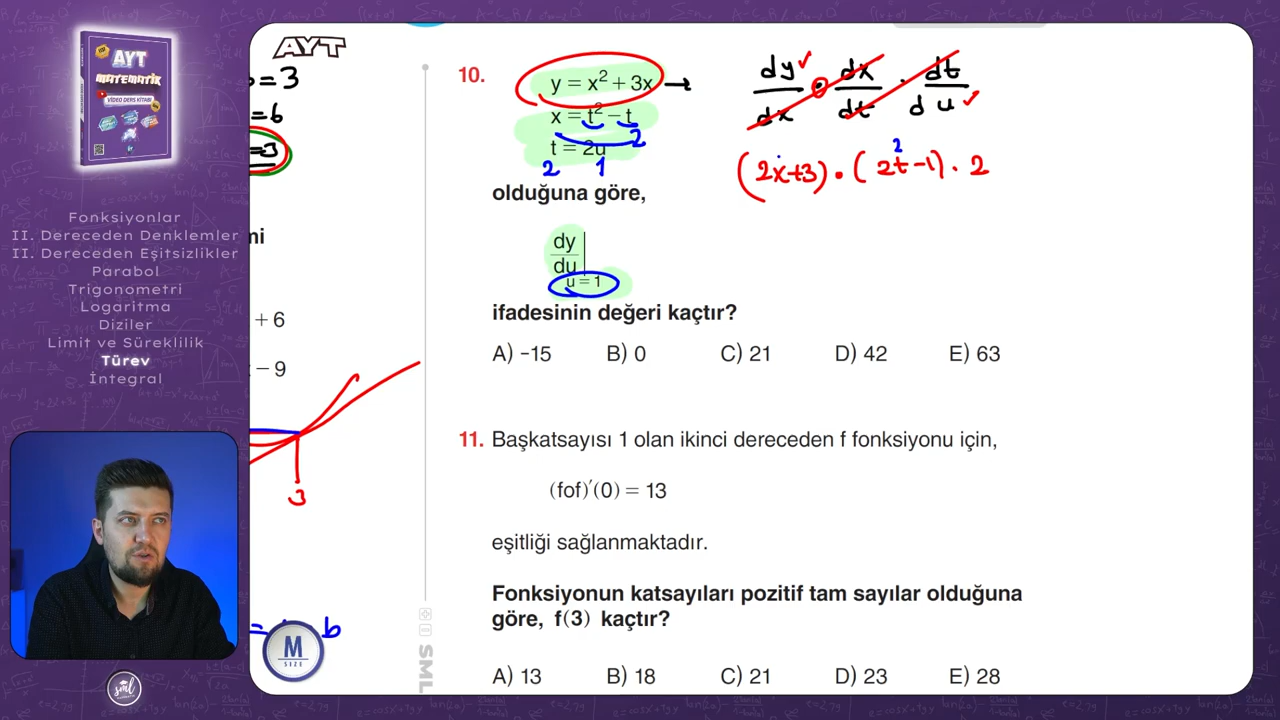 AYT
MATEMATİK
VİDEO DERS KİTABI
Fonksiyonlar
II. Dereceden Denklemler
II. Dereceden Eşitsizlikler
Parabol
Trigonometri
Logaritma
Diziler
Limit ve Süreklilik
Türev
İntegral
sml
AYT
= 3
= 6
= 3
mi
+ 6
- 9
3
= b
M
SIZE
SML
10. y = x² + 3x →
x = t² - t
2
t = 2u
2 1
olduğuna göre,
dy
du
u = 1
ifadesinin değeri kaçtır?
A) -15 B) 0 C) 21 D) 42 E) 63
dy/dx · dx/dt · dt/du
2
(2x+3) · (2t-1) · 2
11. Başkatsayısı 1 olan ikinci dereceden f fonksiyonu için,
(fof)′(0) = 13
eşitliği sağlanmaktadır.
Fonksiyonun katsayıları pozitif tam sayılar olduğuna
göre, f(3) kaçtır?
A) 13 B) 18 C) 21 D) 23 E) 28